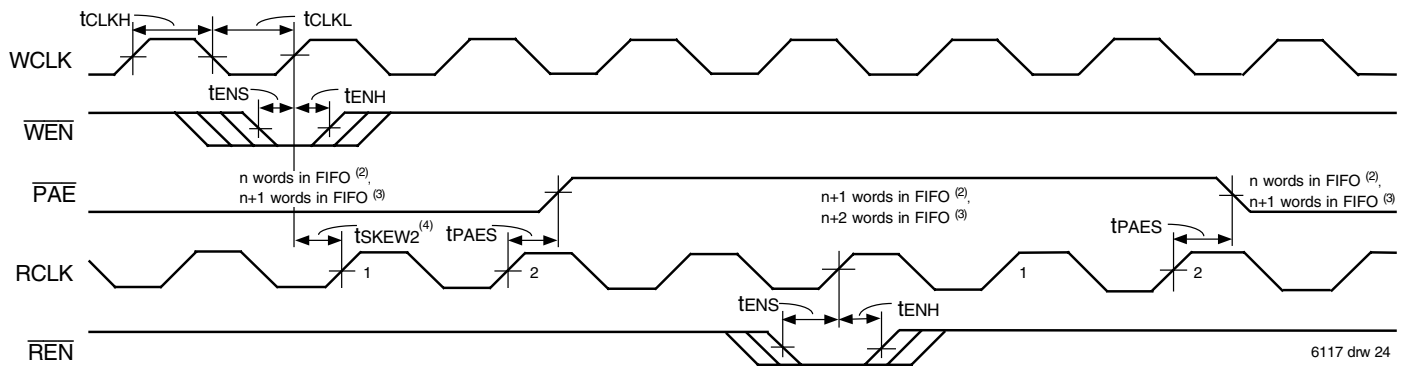 tCLKH
tCLKL
WCLK
tENS
tENH
WEN
n words in FIFO (2),
n+1 words in FIFO (3)
PAE
n+1 words in FIFO (2),
n+2 words in FIFO (3)
n words in FIFO (2),
n+1 words in FIFO (3)
tSKEW2(4)
tPAES
tPAES
RCLK
1
2
1
2
tENS
tENH
REN
6117 drw 24